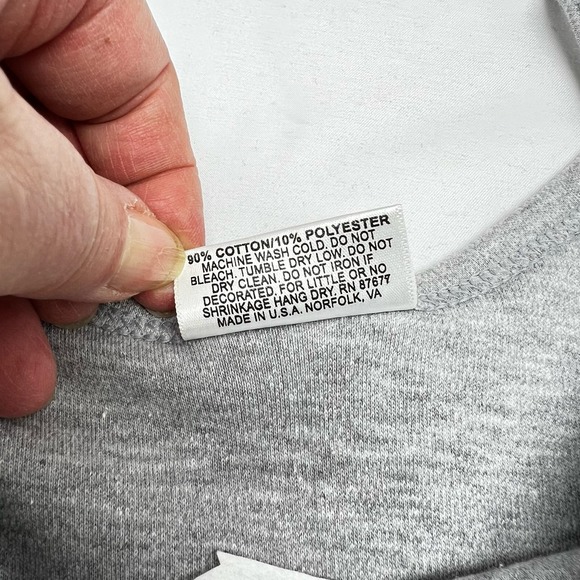 90% COTTON/10% POLYESTER
MACHINE WASH COLD. DO NOT
BLEACH. TUMBLE DRY LOW. DO NOT
DRY CLEAN. DO NOT IRON IF
DECORATED. FOR LITTLE OR NO
SHRINKAGE HANG DRY. RN 87677
MADE IN U.S.A. NORFOLK, VA